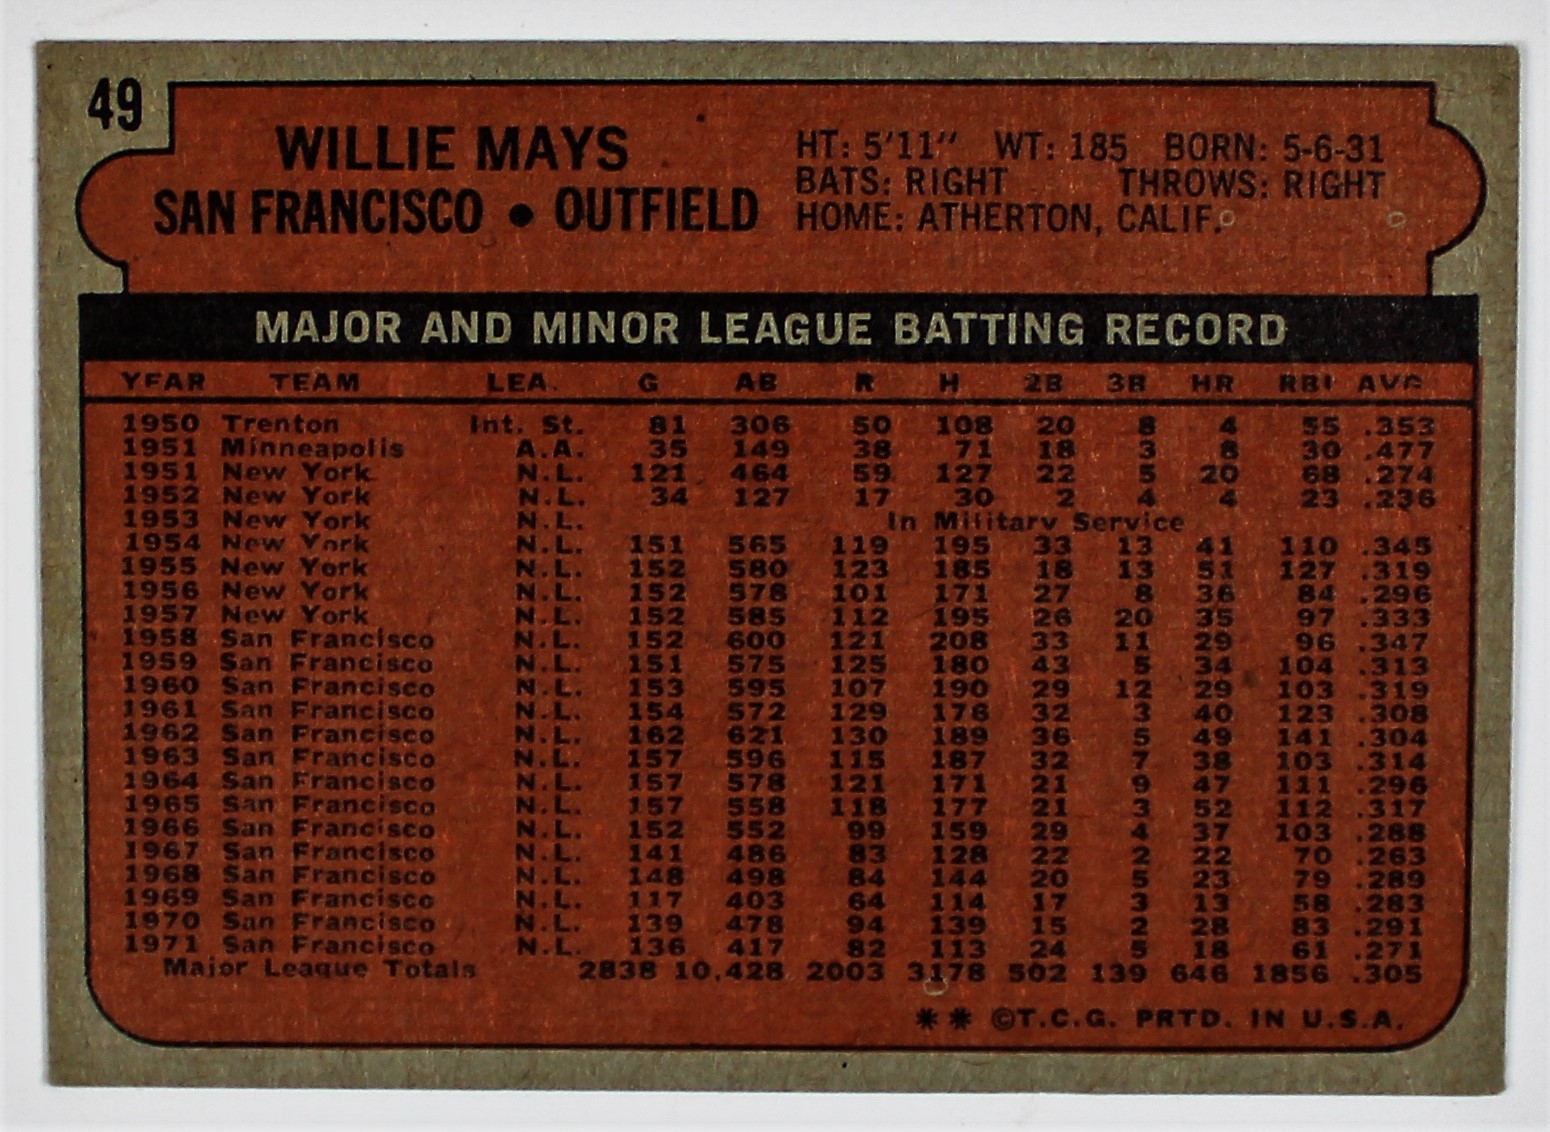 49
WILLIE MAYS
SAN FRANCISCO • OUTFIELD
HT: 5'11" WT: 185 BORN: 5-6-31
BATS: RIGHT THROWS: RIGHT
HOME: ATHERTON, CALIF.
MAJOR AND MINOR LEAGUE BATTING RECORD
YEAR TEAM LEA. G AB R H 2B 3B HR RBI AVG
1950 Trenton Int. St. 81 306 50 108 20 8 4 55 .353
1951 Minneapolis A.A. 35 149 38 71 18 3 8 30 .477
1951 New York N.L. 121 464 59 127 22 5 20 68 .274
1952 New York N.L. 34 127 17 30 2 4 4 23 .236
1953 New York N.L. In Military Service
1954 New York N.L. 151 565 119 195 33 13 41 110 .345
1955 New York N.L. 152 580 123 185 18 13 51 127 .319
1956 New York N.L. 152 578 101 171 27 8 36 84 .296
1957 New York N.L. 152 585 112 195 26 20 35 97 .333
1958 San Francisco N.L. 152 600 121 208 33 11 29 96 .347
1959 San Francisco N.L. 151 575 125 180 43 5 34 104 .313
1960 San Francisco N.L. 153 595 107 190 29 12 29 103 .319
1961 San Francisco N.L. 154 572 129 176 32 3 40 123 .308
1962 San Francisco N.L. 162 621 130 189 36 5 49 141 .304
1963 San Francisco N.L. 157 596 115 187 32 7 38 103 .314
1964 San Francisco N.L. 157 578 121 171 21 9 47 111 .296
1965 San Francisco N.L. 157 558 118 177 21 3 52 112 .317
1966 San Francisco N.L. 152 552 99 159 29 4 37 103 .288
1967 San Francisco N.L. 141 486 83 128 22 2 22 70 .263
1968 San Francisco N.L. 148 498 84 144 20 5 23 79 .289
1969 San Francisco N.L. 117 403 64 114 17 3 13 58 .283
1970 San Francisco N.L. 139 478 94 139 15 2 28 83 .291
1971 San Francisco N.L. 136 417 82 113 24 5 18 61 .271
Major League Totals 2838 10,428 2003 3178 502 139 646 1856 .305
** ©T.C.G. PRTD. IN U.S.A.